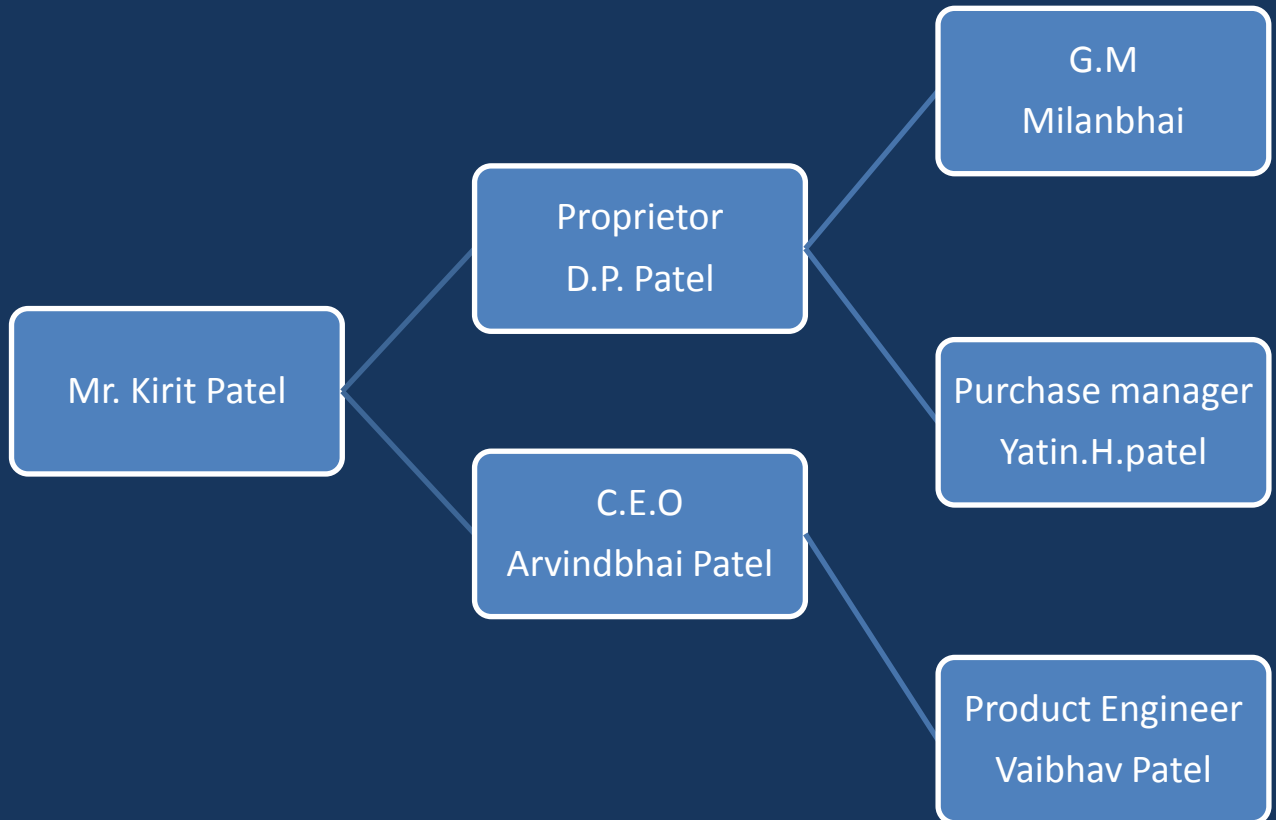 Mr. Kirit Patel
Proprietor
D.P. Patel
C.E.O
Arvindbhai Patel
G.M
Milanbhai
Purchase manager
Yatin.H.patel
Product Engineer
Vaibhav Patel